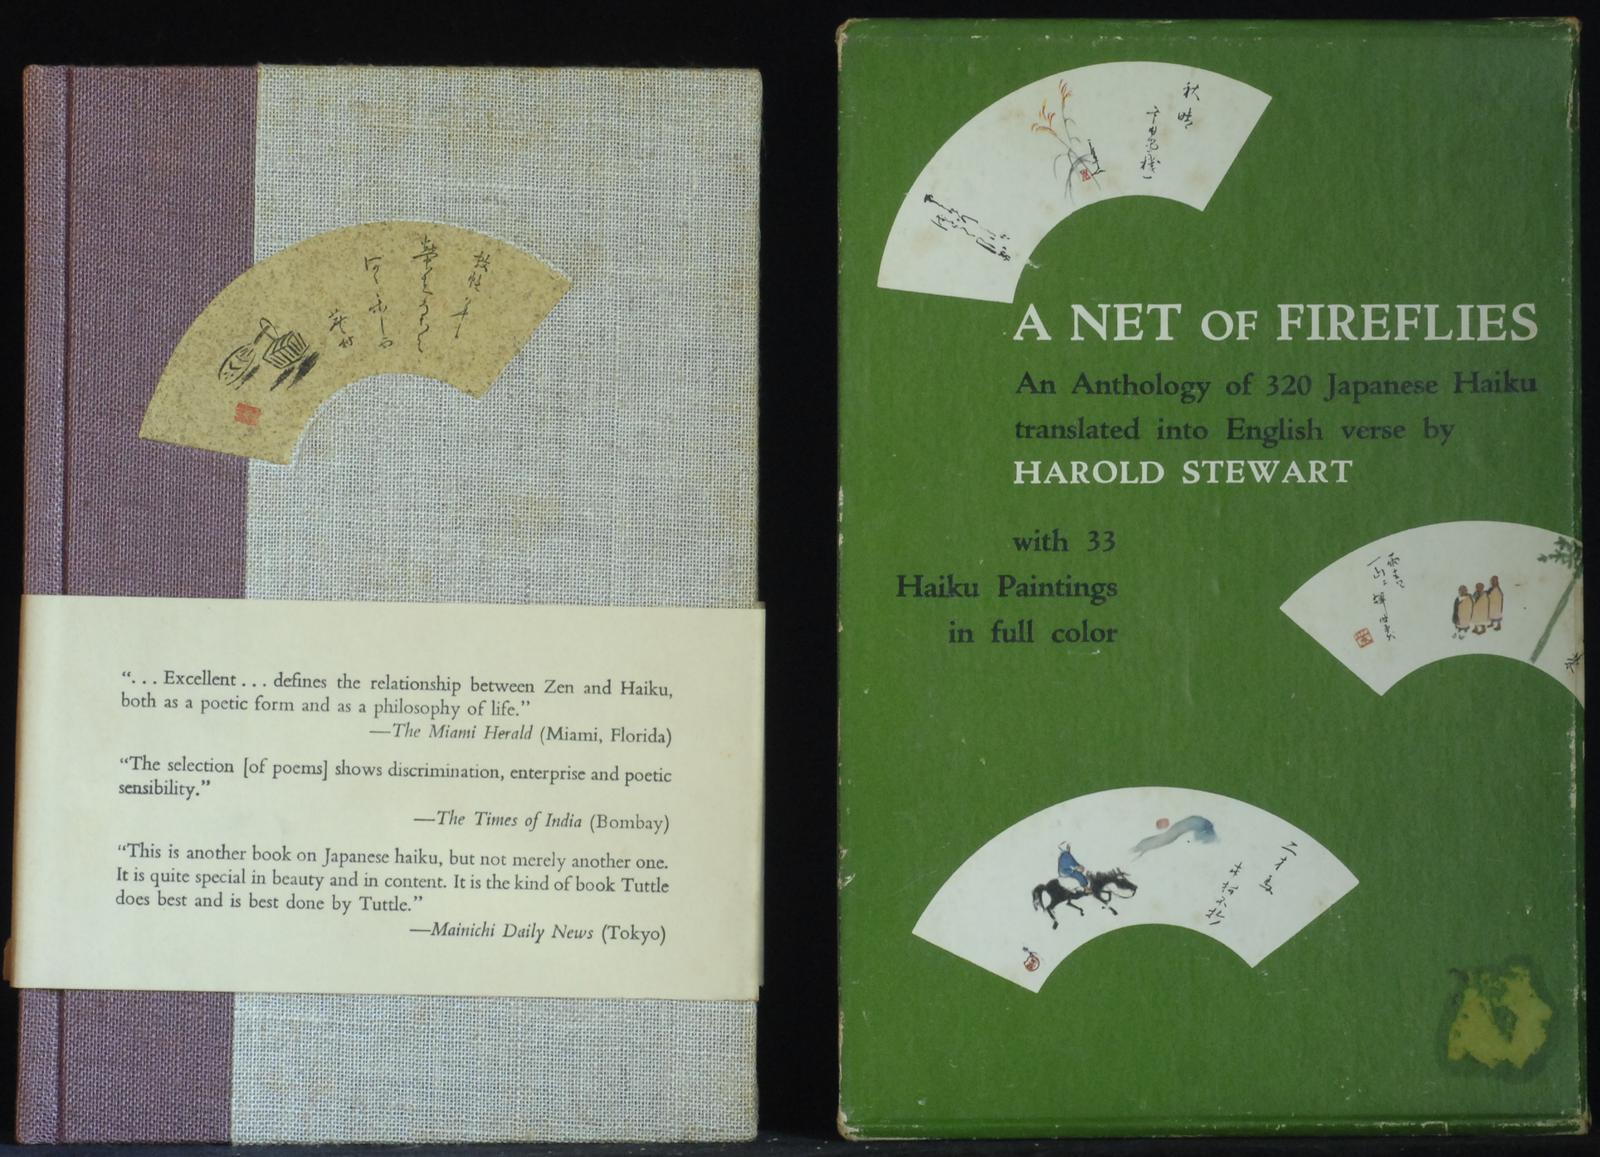 “. . . Excellent . . . defines the relationship between Zen and Haiku,
both as a poetic form and as a philosophy of life.”
—The Miami Herald (Miami, Florida)
“The selection [of poems] shows discrimination, enterprise and poetic
sensibility.”
—The Times of India (Bombay)
“This is another book on Japanese haiku, but not merely another one.
It is quite special in beauty and in content. It is the kind of book Tuttle
does best and is best done by Tuttle.”
—Mainichi Daily News (Tokyo)
秋晴
A NET OF FIREFLIES
An Anthology of 320 Japanese Haiku
translated into English verse by
HAROLD STEWART
with 33
Haiku Paintings
in full color